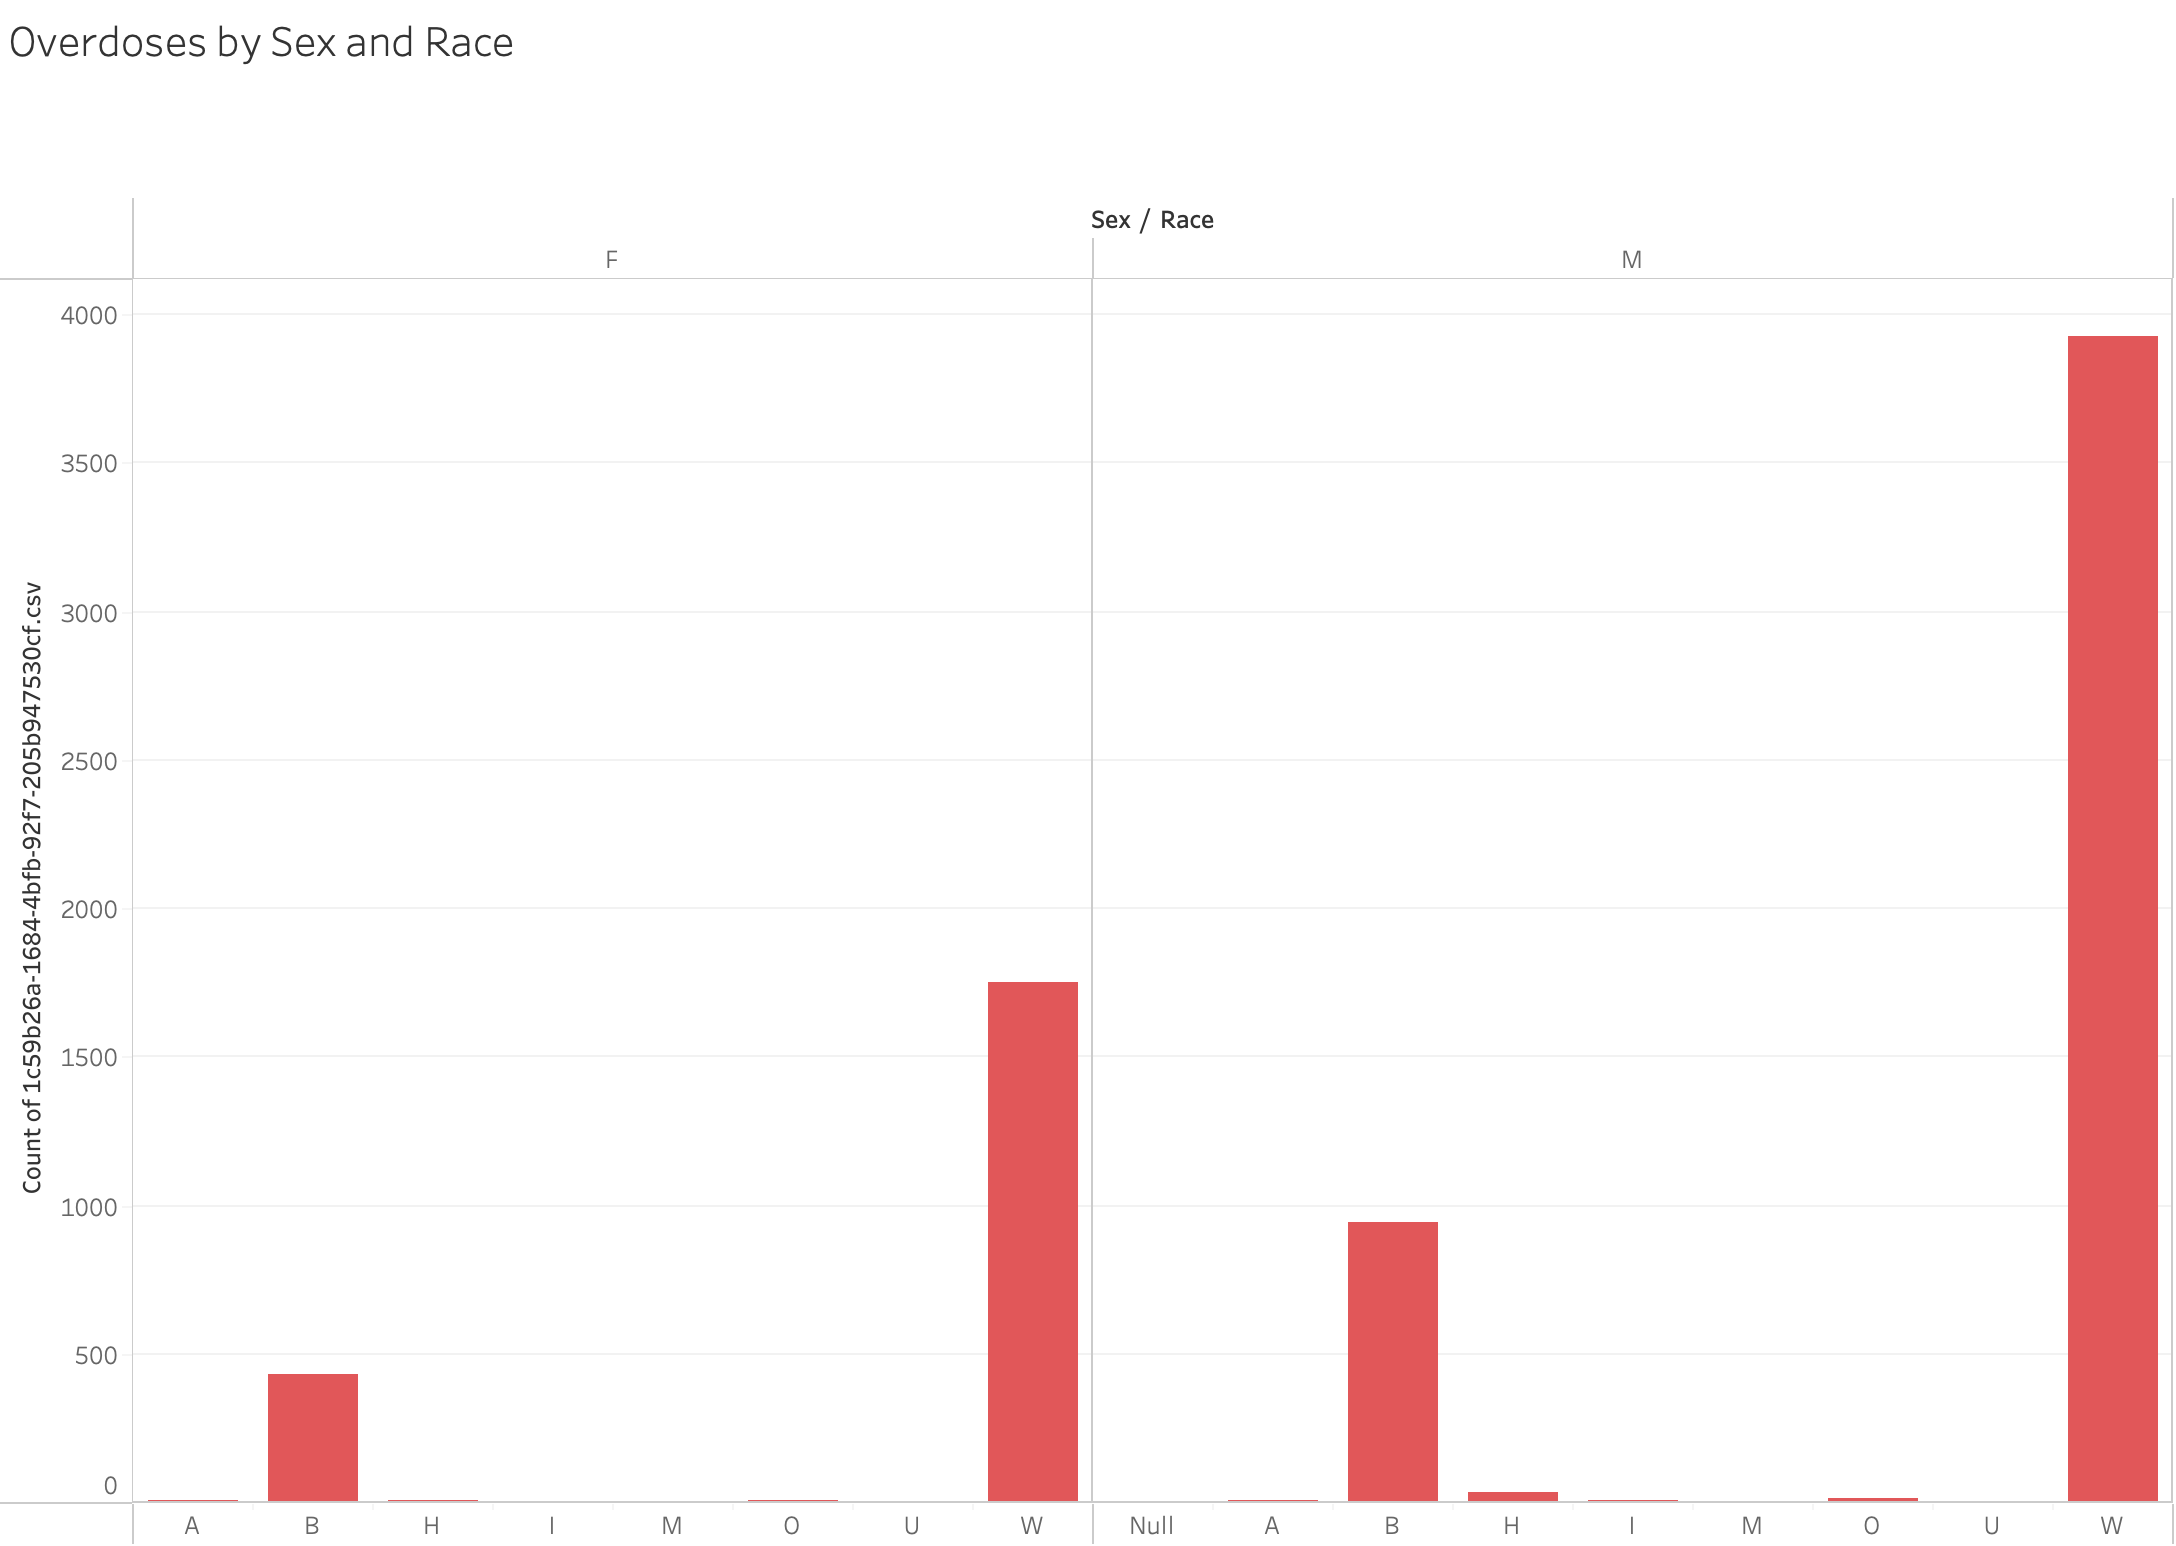 Overdoses by Sex and Race
Sex / Race
F M
4000
3500
3000
2500
2000
1500
1000
500
0
Count of 1c59b26a-1684-4bfb-92f7-205b947530cf.csv
A B H I M O U W Null A B H I M O U W